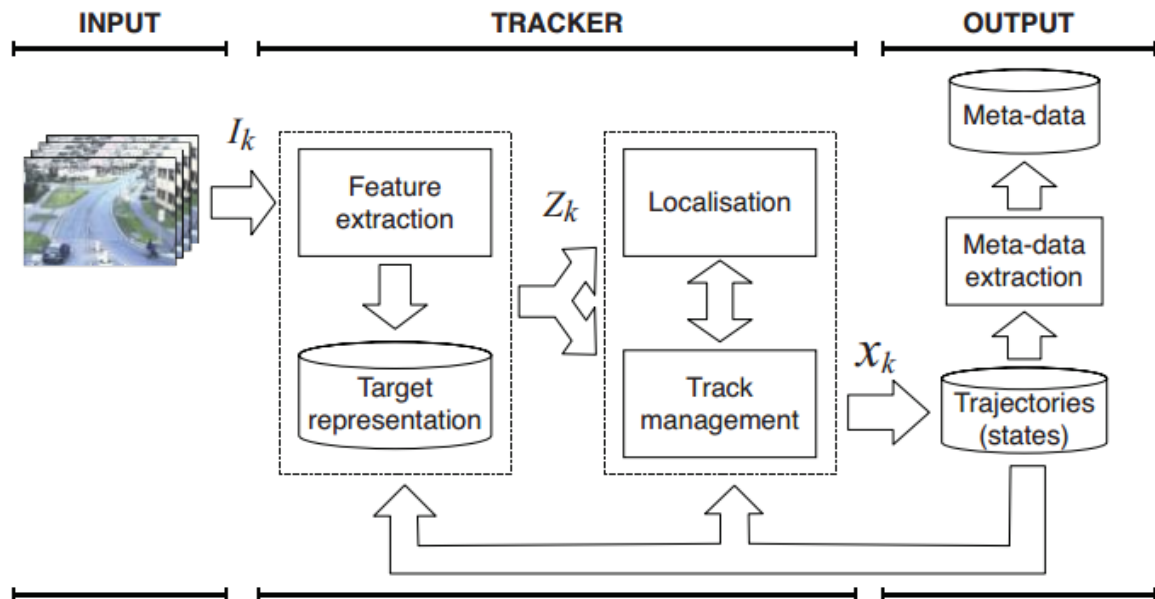 INPUT
TRACKER
OUTPUT
I_k
Feature
extraction
Target
representation
Z_k
Localisation
Track
management
x_k
Meta-data
Meta-data
extraction
Trajectories
(states)